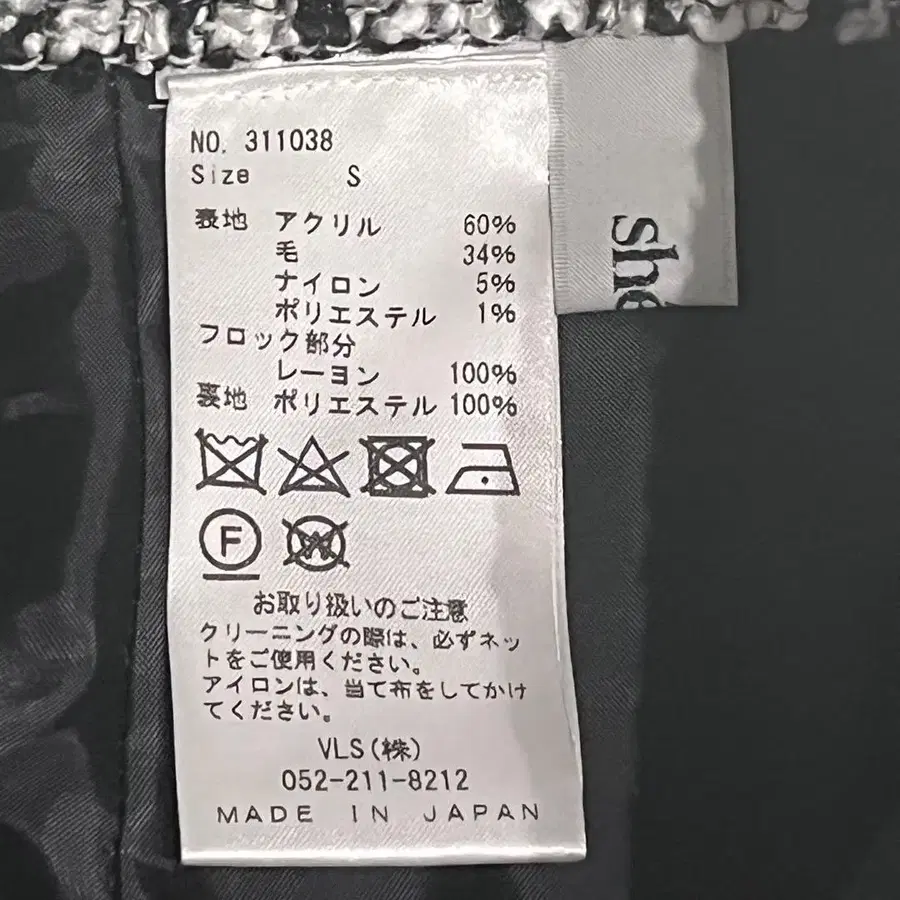 NO. 311038
Size S
表地 アクリル 60%
毛 34%
ナイロン 5%
ポリエステル 1%
フロック部分
レーヨン 100%
裏地 ポリエステル 100%
F
W
お取り扱いのご注意
クリーニングの際は、必ずネッ
トをご使用ください。
アイロンは、当て布をしてかけ
てください。
VLS(株)
052-211-8212
MADE IN JAPAN
she